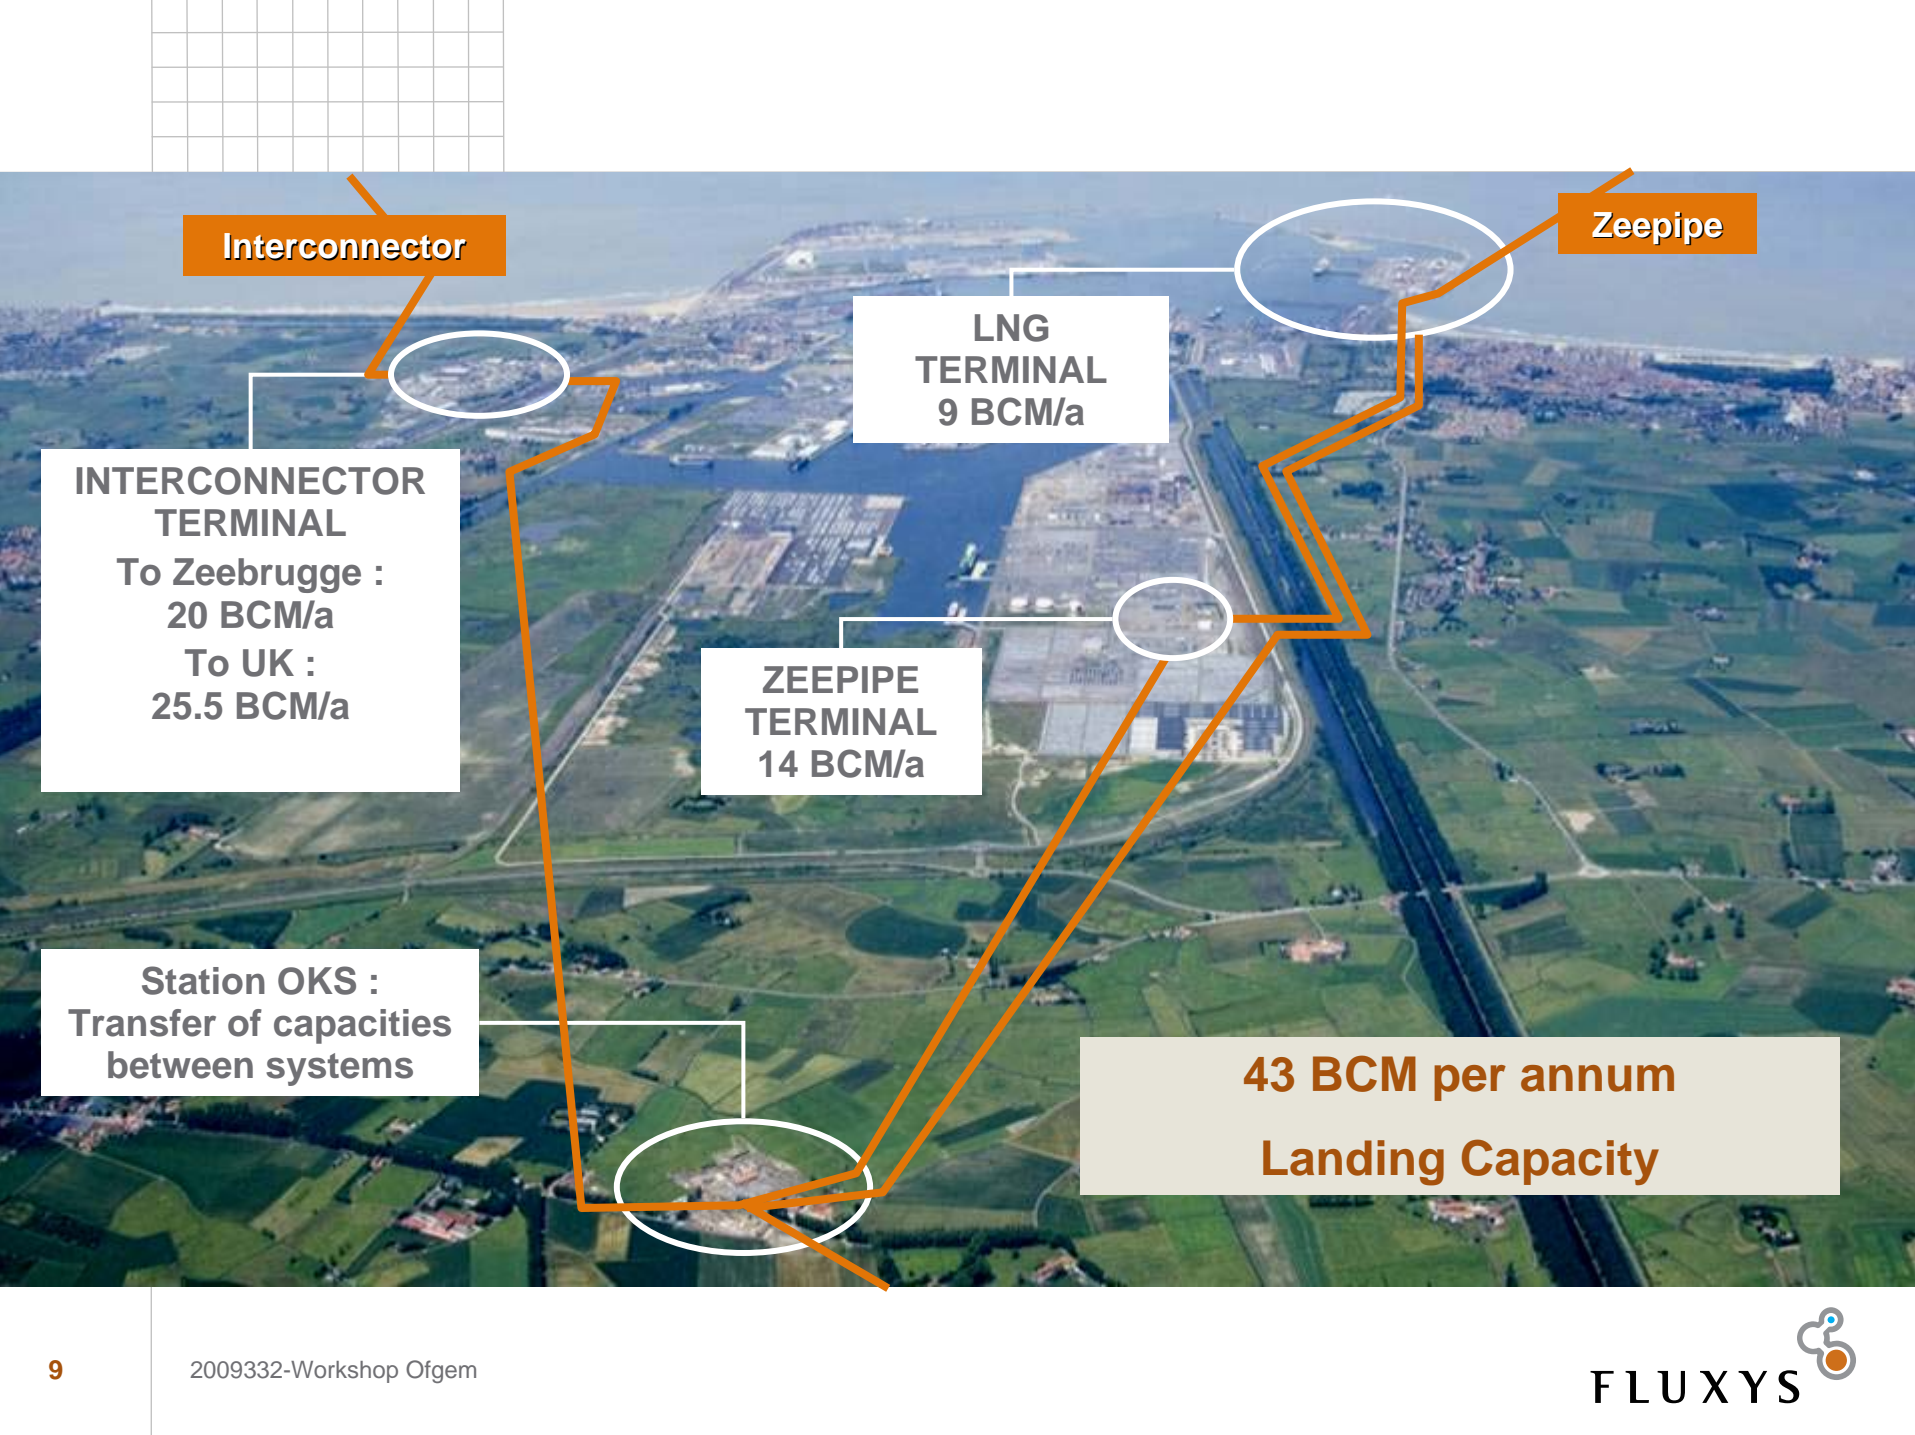 Interconnector
Zeepipe
LNG
TERMINAL
9 BCM/a
INTERCONNECTOR
TERMINAL
To Zeebrugge :
20 BCM/a
To UK :
25.5 BCM/a
ZEEPIPE
TERMINAL
14 BCM/a
Station OKS :
Transfer of capacities
between systems
43 BCM per annum
Landing Capacity
9
2009332-Workshop Ofgem
FLUXYS